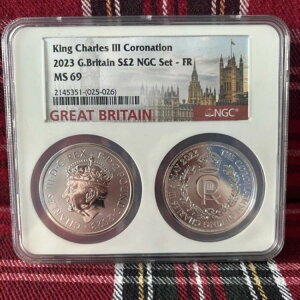 King Charles III Coronation
2023 G.Britain S£2 NGC Set - FR
MS 69
2145351-(025-026)
NGC
GREAT BRITAIN